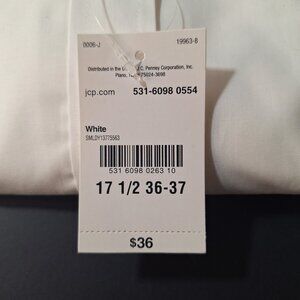 0006-J 19963-B
Distributed in the U. C. Penney Corporation, Inc.
Plano, 75024-3698
jcp.com 531-6098 0554
White
SMLDY13775563
531 6098 0263 10
17 1/2 36-37
$36